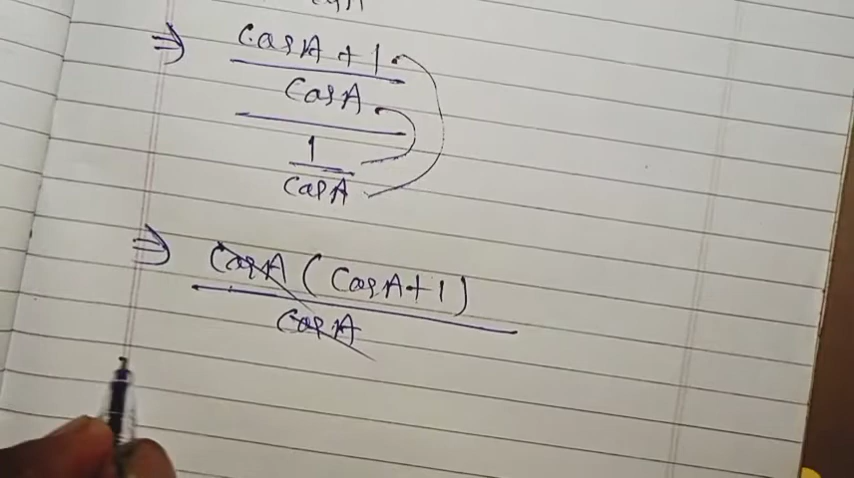 ⇒ CosA + 1
CosA
1
CosA
⇒ CosA (CosA+1)
CosA